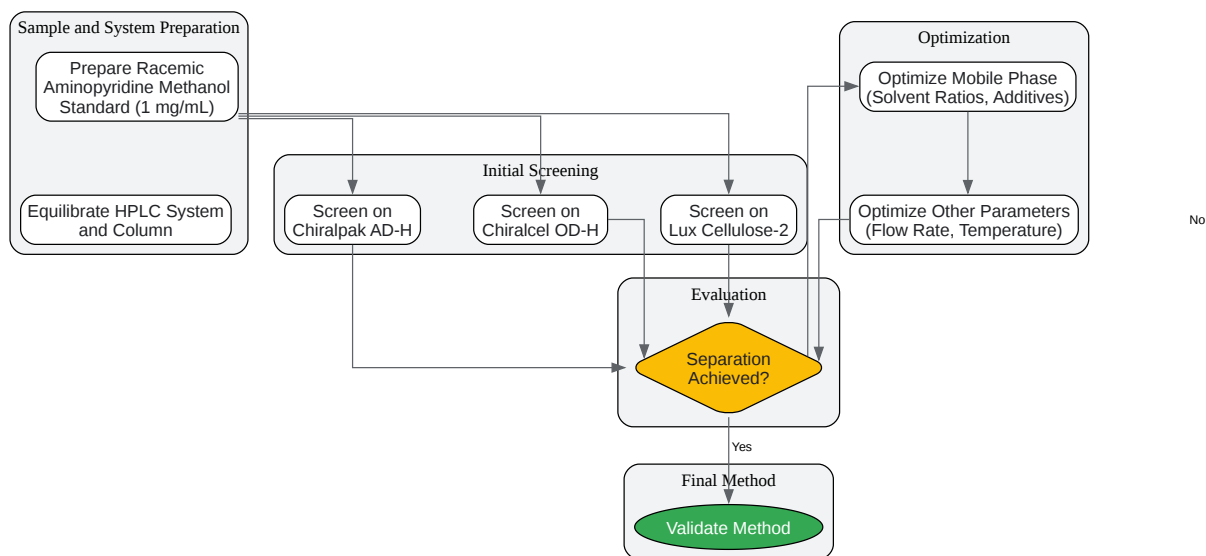 Sample and System Preparation
Prepare Racemic
Aminopyridine Methanol
Standard (1 mg/mL)
Equilibrate HPLC System
and Column
Initial Screening
Screen on
Chiralpak AD-H
Screen on
Chiralcel OD-H
Screen on
Lux Cellulose-2
Optimization
Optimize Mobile Phase
(Solvent Ratios, Additives)
Optimize Other Parameters
(Flow Rate, Temperature)
No
Evaluation
Separation
Achieved?
Yes
Final Method
Validate Method